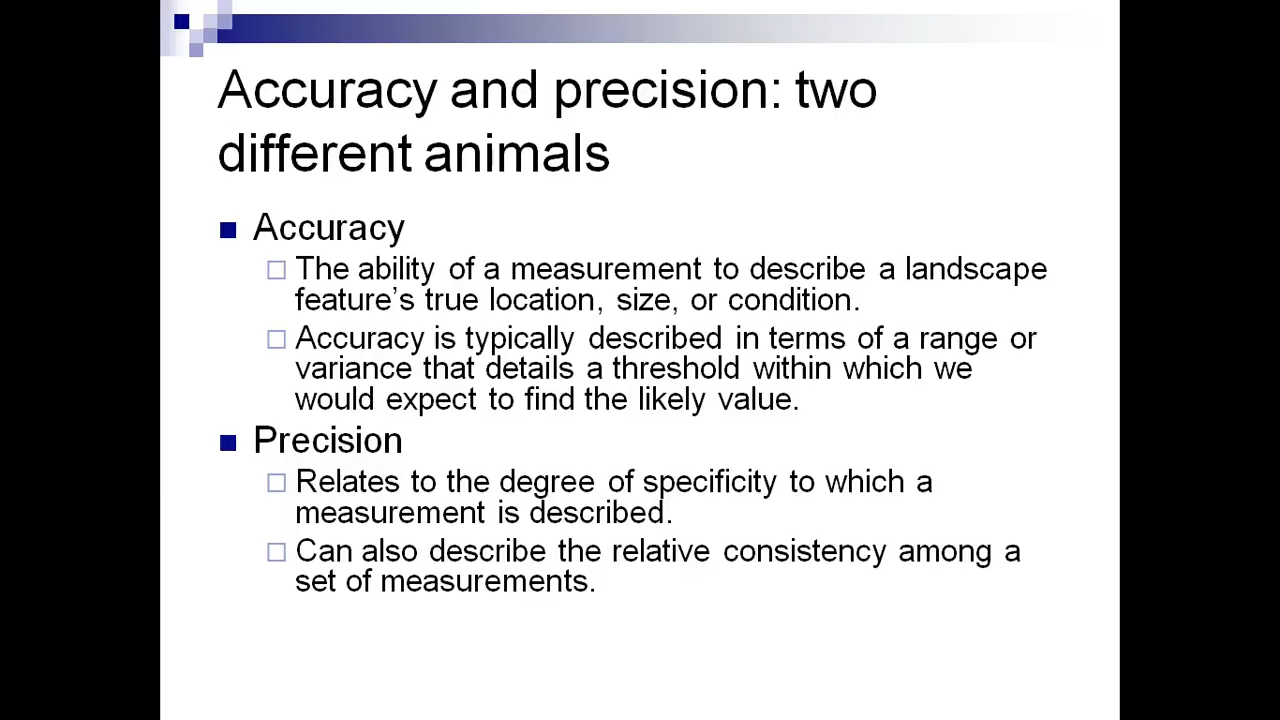 Accuracy and precision: two
different animals
Accuracy
The ability of a measurement to describe a landscape
feature’s true location, size, or condition.
Accuracy is typically described in terms of a range or
variance that details a threshold within which we
would expect to find the likely value.
Precision
Relates to the degree of specificity to which a
measurement is described.
Can also describe the relative consistency among a
set of measurements.